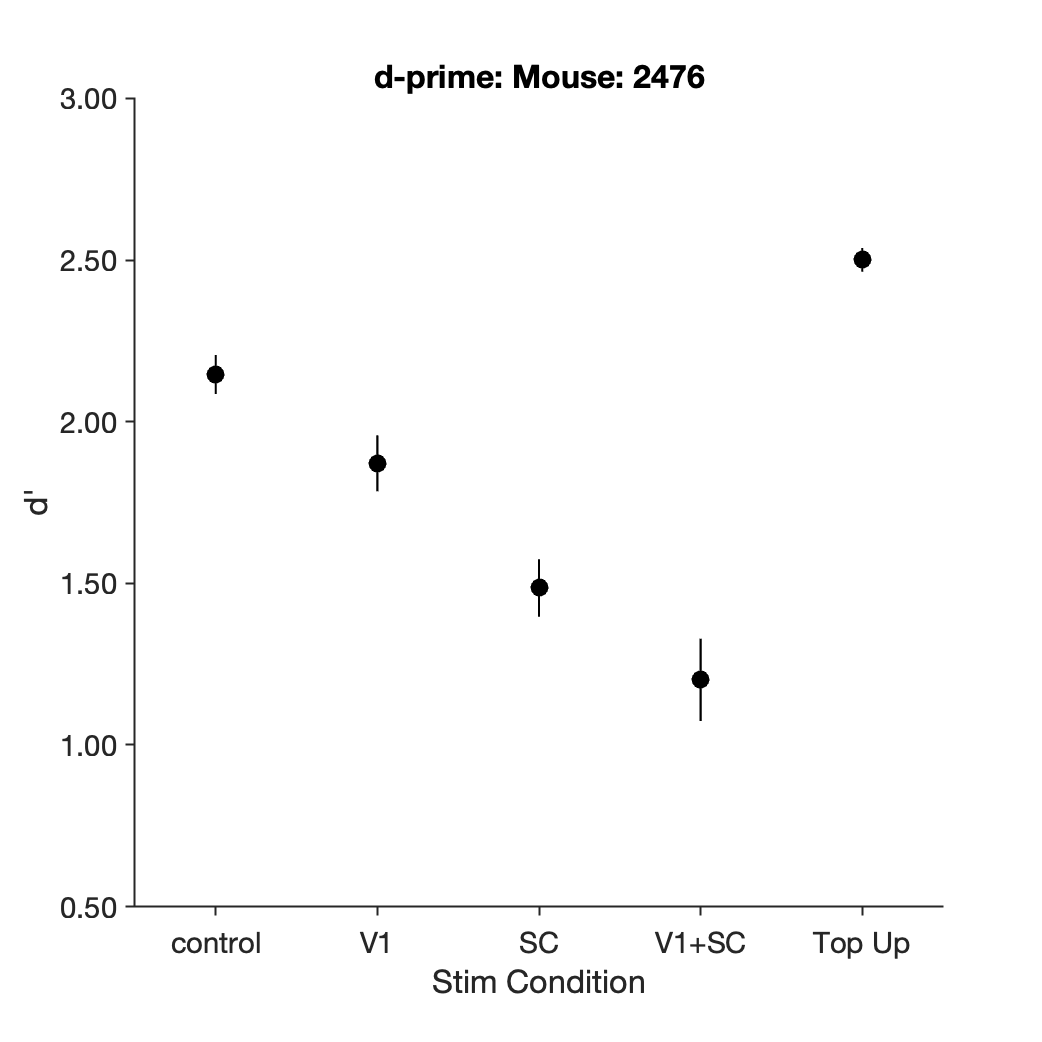 d-prime: Mouse: 2476
3.00
2.50
2.00
1.50
1.00
0.50
d'
control V1 SC V1+SC Top Up
Stim Condition